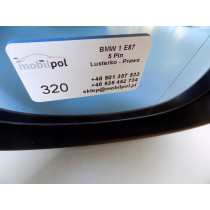 mobilpol
320
BMW 1 E87
5 Pin
Lusterko - Prawe
+48 501 357 533
+48 535 482 734
sklep@mobilpol.pl